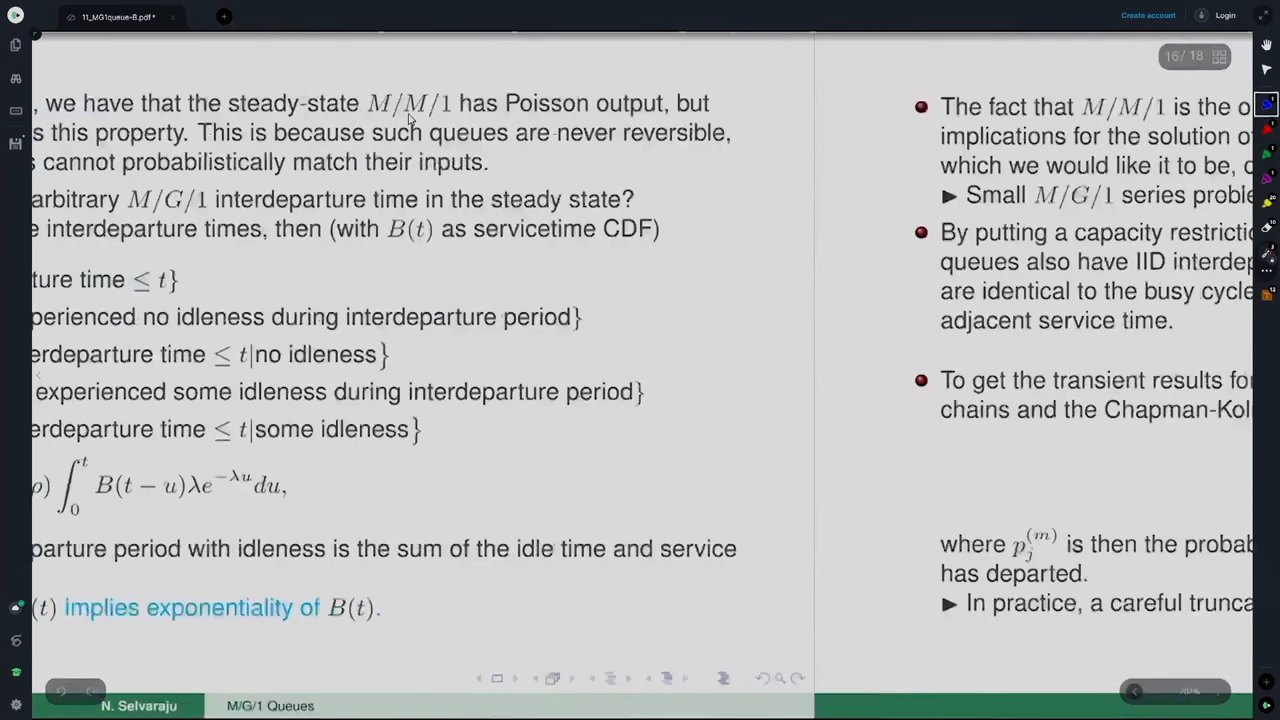 11_MG1queue-B.pdf*
Create account
Login
16/ 18
, we have that the steady-state M/M/1 has Poisson output, but
s this property. This is because such queues are never reversible,
s cannot probabilistically match their inputs.
arbitrary M/G/1 interdeparture time in the steady state?
e interdeparture times, then (with B(t) as servicetime CDF)
ture time ≤ t}
perienced no idleness during interdeparture period}
erdeparture time ≤ t|no idleness}
experienced some idleness during interdeparture period}
erdeparture time ≤ t|some idleness}
ρ) ∫_0^t B(t − u)λe^{−λu}du,
parture period with idleness is the sum of the idle time and service
(t) implies exponentiality of B(t).
N. Selvaraju
M/G/1 Queues
The fact that M/M/1 is the o
implications for the solution o
which we would like it to be, o
► Small M/G/1 series proble
By putting a capacity restricti
queues also have IID interdep
are identical to the busy cycle
adjacent service time.
To get the transient results for
chains and the Chapman-Kol
where p_j^{(m)} is then the probab
has departed.
► In practice, a careful trunca